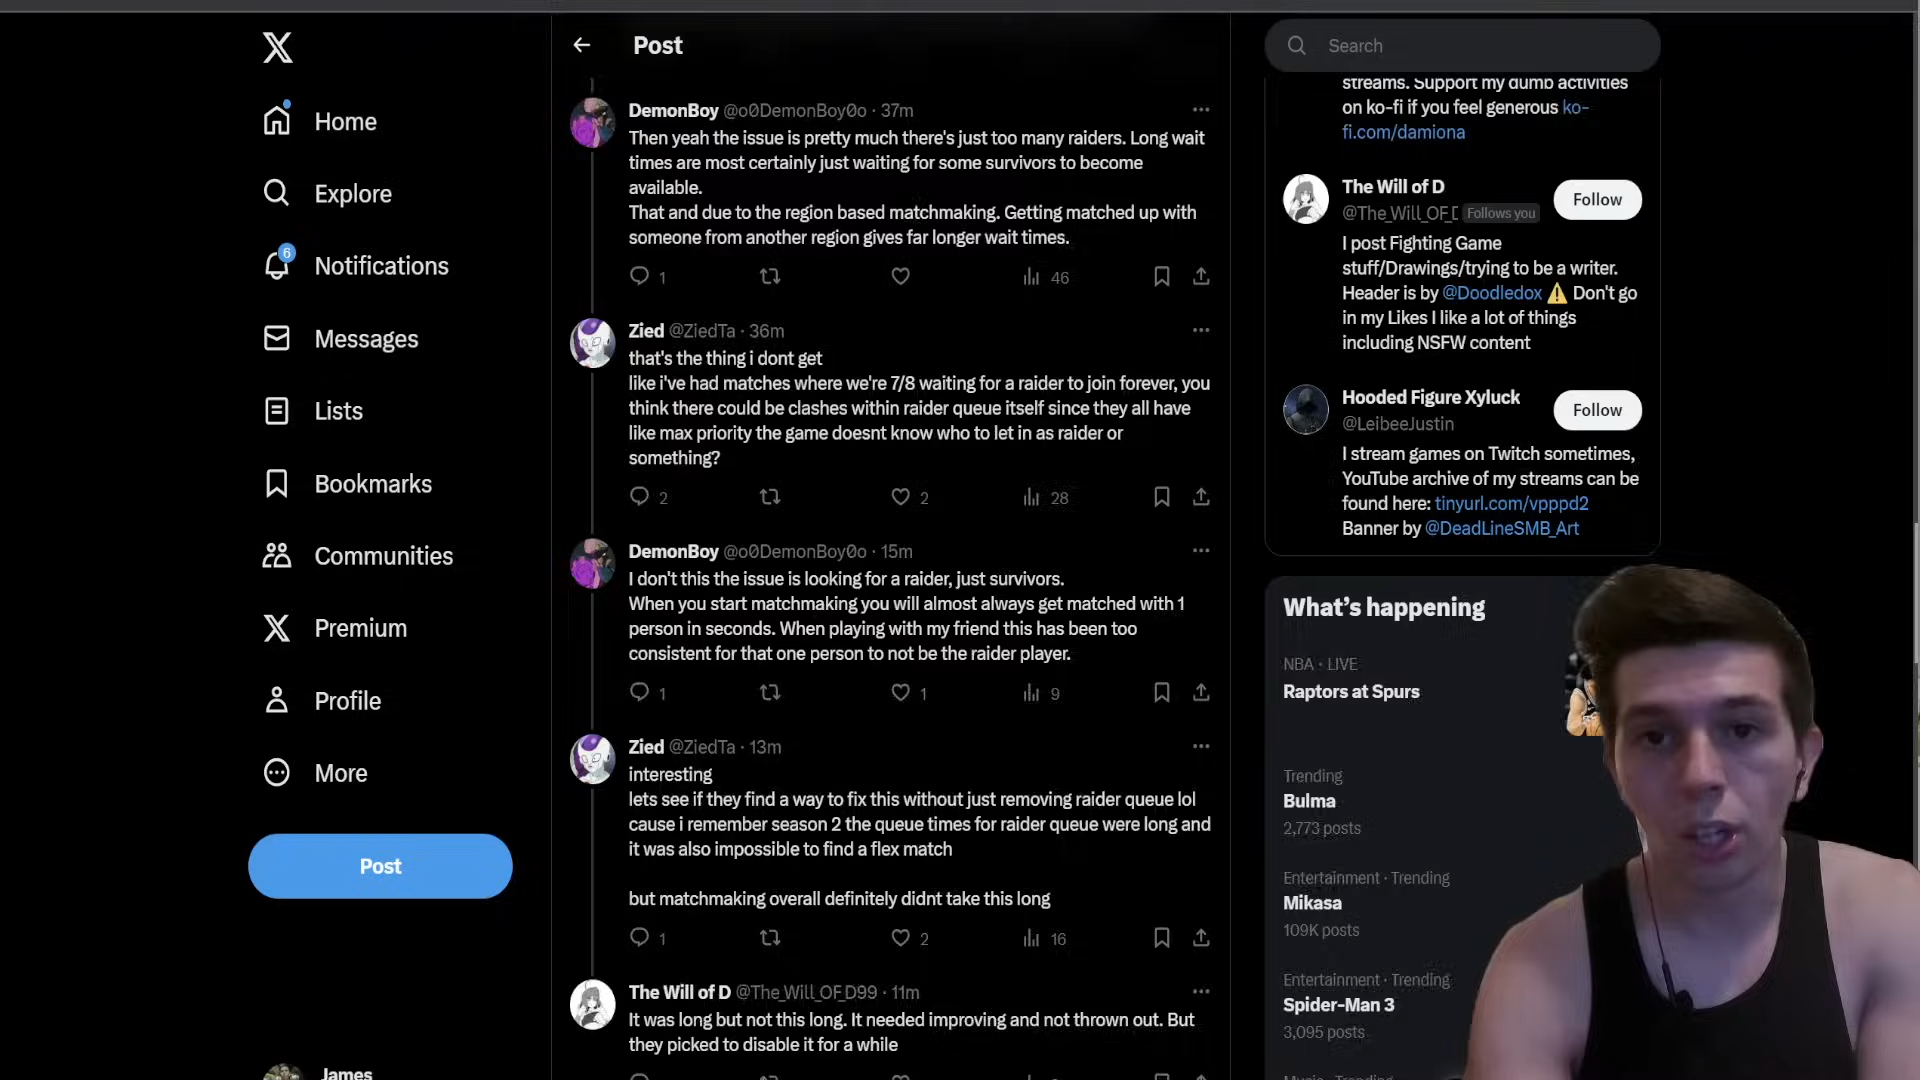 Home
Explore
6
Notifications
Messages
Lists
Bookmarks
Communities
Premium
Profile
More
Post
James
Post
DemonBoy @o0DemonBoy0o · 37m
Then yeah the issue is pretty much there's just too many raiders. Long wait
times are most certainly just waiting for some survivors to become
available.
That and due to the region based matchmaking. Getting matched up with
someone from another region gives far longer wait times.
1 46
Zied @ZiedTa · 36m
that's the thing i dont get
like i've had matches where we're 7/8 waiting for a raider to join forever, you
think there could be clashes within raider queue itself since they all have
like max priority the game doesnt know who to let in as raider or
something?
2 2 28
DemonBoy @o0DemonBoy0o · 15m
I don't this the issue is looking for a raider, just survivors.
When you start matchmaking you will almost always get matched with 1
person in seconds. When playing with my friend this has been too
consistent for that one person to not be the raider player.
1 1 9
Zied @ZiedTa · 13m
interesting
lets see if they find a way to fix this without just removing raider queue lol
cause i remember season 2 the queue times for raider queue were long and
it was also impossible to find a flex match
but matchmaking overall definitely didnt take this long
1 2 16
The Will of D @The_Will_OF_D99 · 11m
It was long but not this long. It needed improving and not thrown out. But
they picked to disable it for a while
Search
streams. Support my dumb activities
on ko-fi if you feel generous ko-
fi.com/damiona
The Will of D
Follow
@The_Will_OF_D Follows you
I post Fighting Game
stuff/Drawings/trying to be a writer.
Header is by @Doodledox ⚠️ Don't go
in my Likes I like a lot of things
including NSFW content
Hooded Figure Xyluck
Follow
@LeibeeJustin
I stream games on Twitch sometimes,
YouTube archive of my streams can be
found here: tinyurl.com/vpppd2
Banner by @DeadLineSMB_Art
What's happening
NBA · LIVE
Raptors at Spurs
Trending
Bulma
2,773 posts
Entertainment · Trending
Mikasa
109K posts
Entertainment · Trending
Spider-Man 3
3,095 posts
Music · Trending